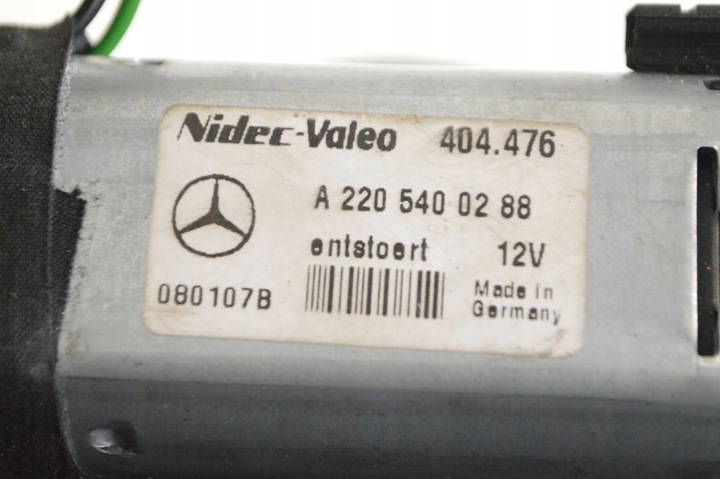 Nidec-Valeo 404.476
A 220 540 02 88
entstoert 12V
080107B Made in
Germany